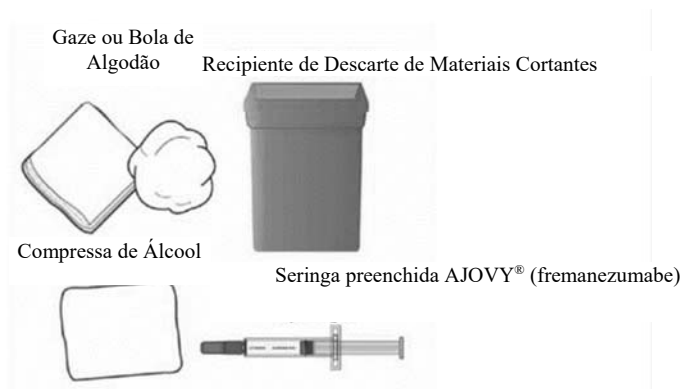 Gaze ou Bola de
Algodão
Recipiente de Descarte de Materiais Cortantes
Compressa de Álcool
Seringa preenchida AJOVY® (fremanezumabe)